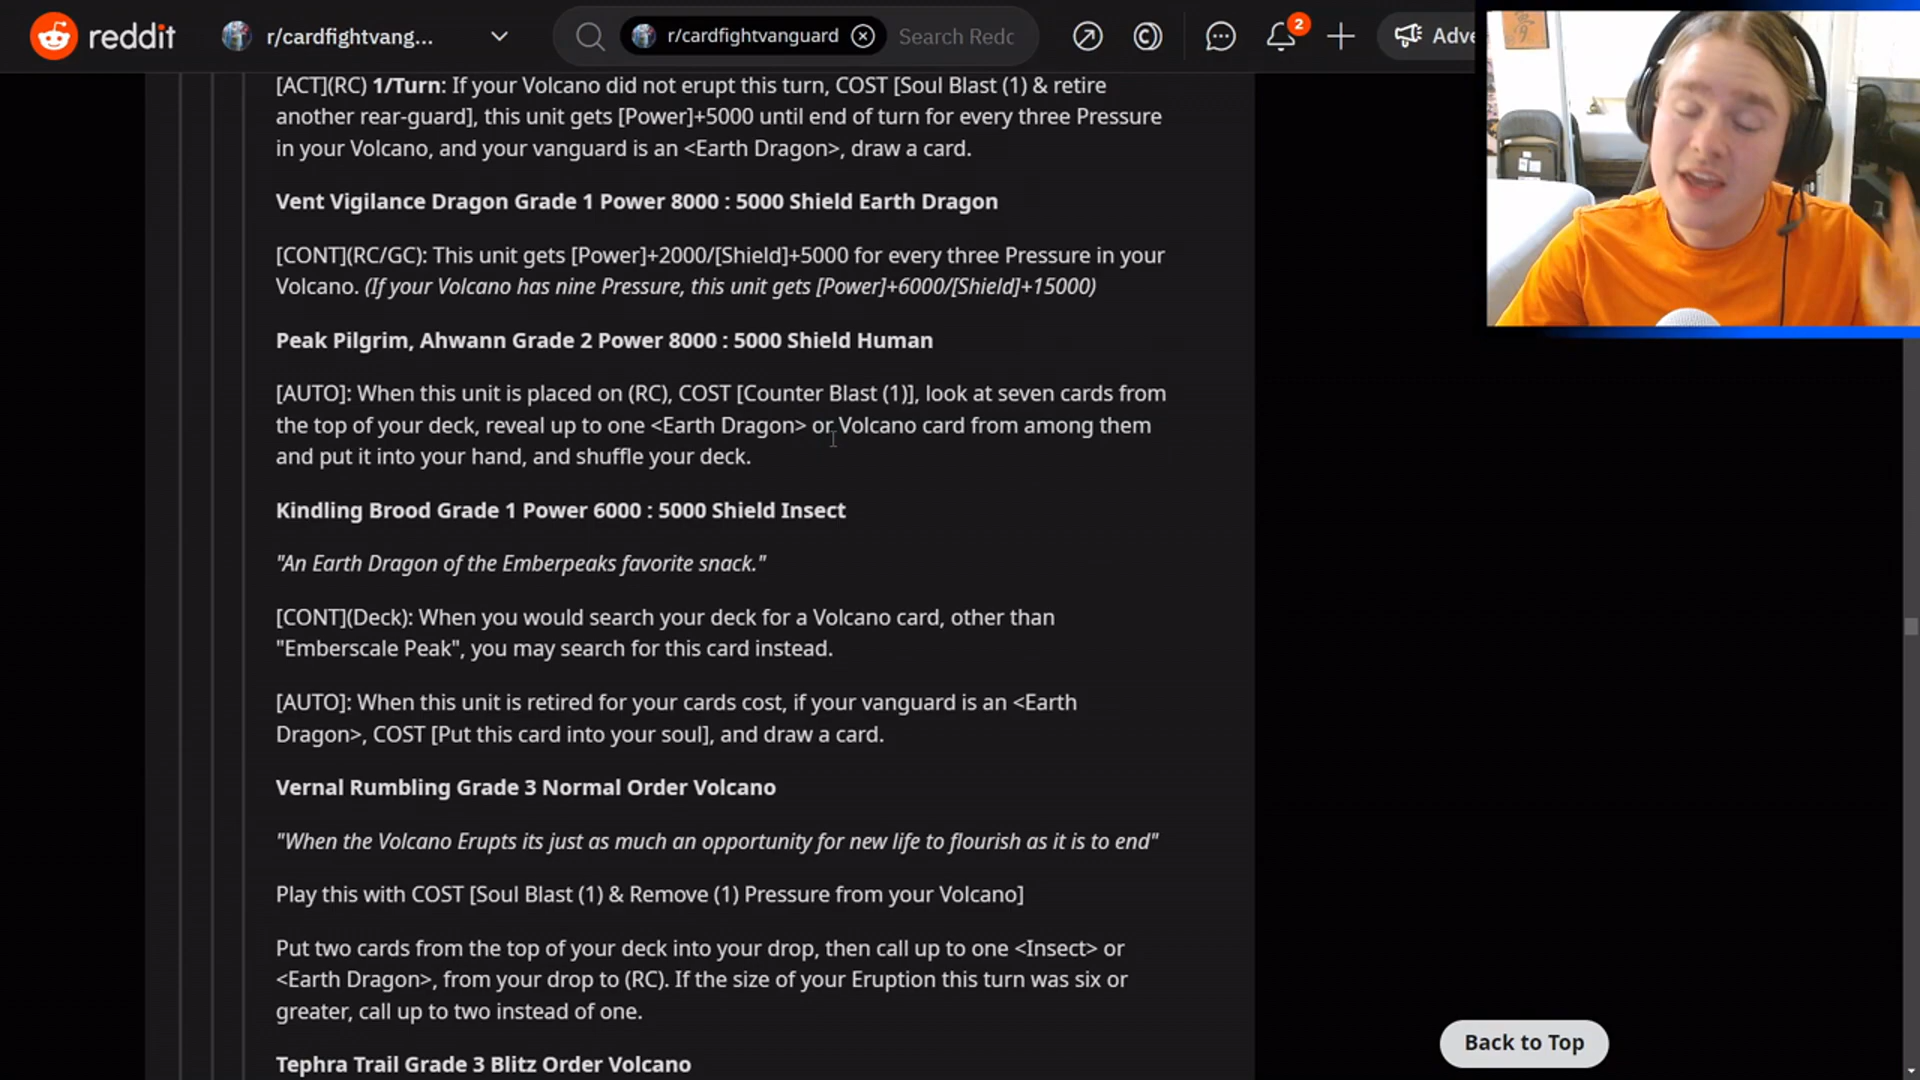 reddit
r/cardfightvang...
r/cardfightvanguard
Search Redc
2
Adve
[ACT](RC) 1/Turn: If your Volcano did not erupt this turn, COST [Soul Blast (1) & retire
another rear-guard], this unit gets [Power]+5000 until end of turn for every three Pressure
in your Volcano, and your vanguard is an <Earth Dragon>, draw a card.
Vent Vigilance Dragon Grade 1 Power 8000 : 5000 Shield Earth Dragon
[CONT](RC/GC): This unit gets [Power]+2000/[Shield]+5000 for every three Pressure in your
Volcano. (If your Volcano has nine Pressure, this unit gets [Power]+6000/[Shield]+15000)
Peak Pilgrim, Ahwann Grade 2 Power 8000 : 5000 Shield Human
[AUTO]: When this unit is placed on (RC), COST [Counter Blast (1)], look at seven cards from
the top of your deck, reveal up to one <Earth Dragon> or Volcano card from among them
and put it into your hand, and shuffle your deck.
Kindling Brood Grade 1 Power 6000 : 5000 Shield Insect
"An Earth Dragon of the Emberpeaks favorite snack."
[CONT](Deck): When you would search your deck for a Volcano card, other than
"Emberscale Peak", you may search for this card instead.
[AUTO]: When this unit is retired for your cards cost, if your vanguard is an <Earth
Dragon>, COST [Put this card into your soul], and draw a card.
Vernal Rumbling Grade 3 Normal Order Volcano
"When the Volcano Erupts its just as much an opportunity for new life to flourish as it is to end"
Play this with COST [Soul Blast (1) & Remove (1) Pressure from your Volcano]
Put two cards from the top of your deck into your drop, then call up to one <Insect> or
<Earth Dragon>, from your drop to (RC). If the size of your Eruption this turn was six or
greater, call up to two instead of one.
Tephra Trail Grade 3 Blitz Order Volcano
Back to Top